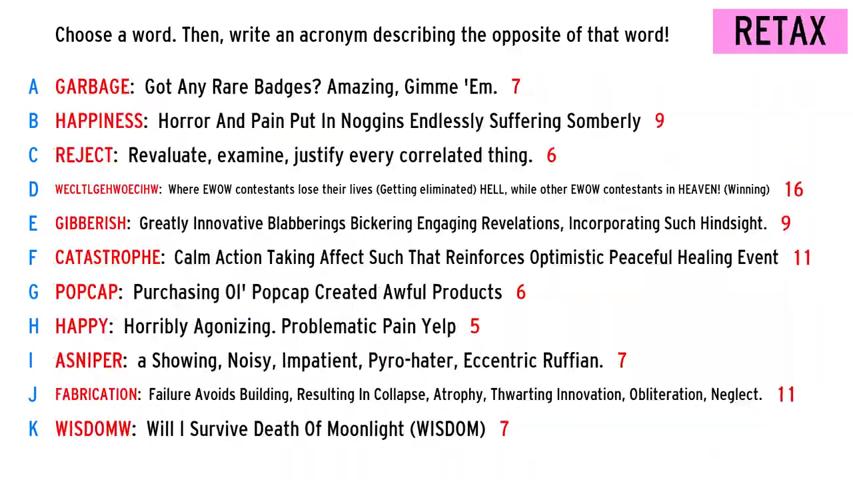 Choose a word. Then, write an acronym describing the opposite of that word!
RETAX
A GARBAGE: Got Any Rare Badges? Amazing, Gimme 'Em. 7
B HAPPINESS: Horror And Pain Put In Noggins Endlessly Suffering Somberly 9
C REJECT: Revaluate, examine, justify every correlated thing. 6
D WECLTLGEHWOECIHW: Where EWOW contestants lose their lives (Getting eliminated) HELL, while other EWOW contestants in HEAVEN! (Winning) 16
E GIBBERISH: Greatly Innovative Blabberings Bickering Engaging Revelations, Incorporating Such Hindsight. 9
F CATASTROPHE: Calm Action Taking Affect Such That Reinforces Optimistic Peaceful Healing Event 11
G POPCAP: Purchasing Ol' Popcap Created Awful Products 6
H HAPPY: Horribly Agonizing. Problematic Pain Yelp 5
I ASNIPER: a Showing, Noisy, Impatient, Pyro-hater, Eccentric Ruffian. 7
J FABRICATION: Failure Avoids Building, Resulting In Collapse, Atrophy, Thwarting Innovation, Obliteration, Neglect. 11
K WISDOMW: Will I Survive Death Of Moonlight (WISDOM) 7